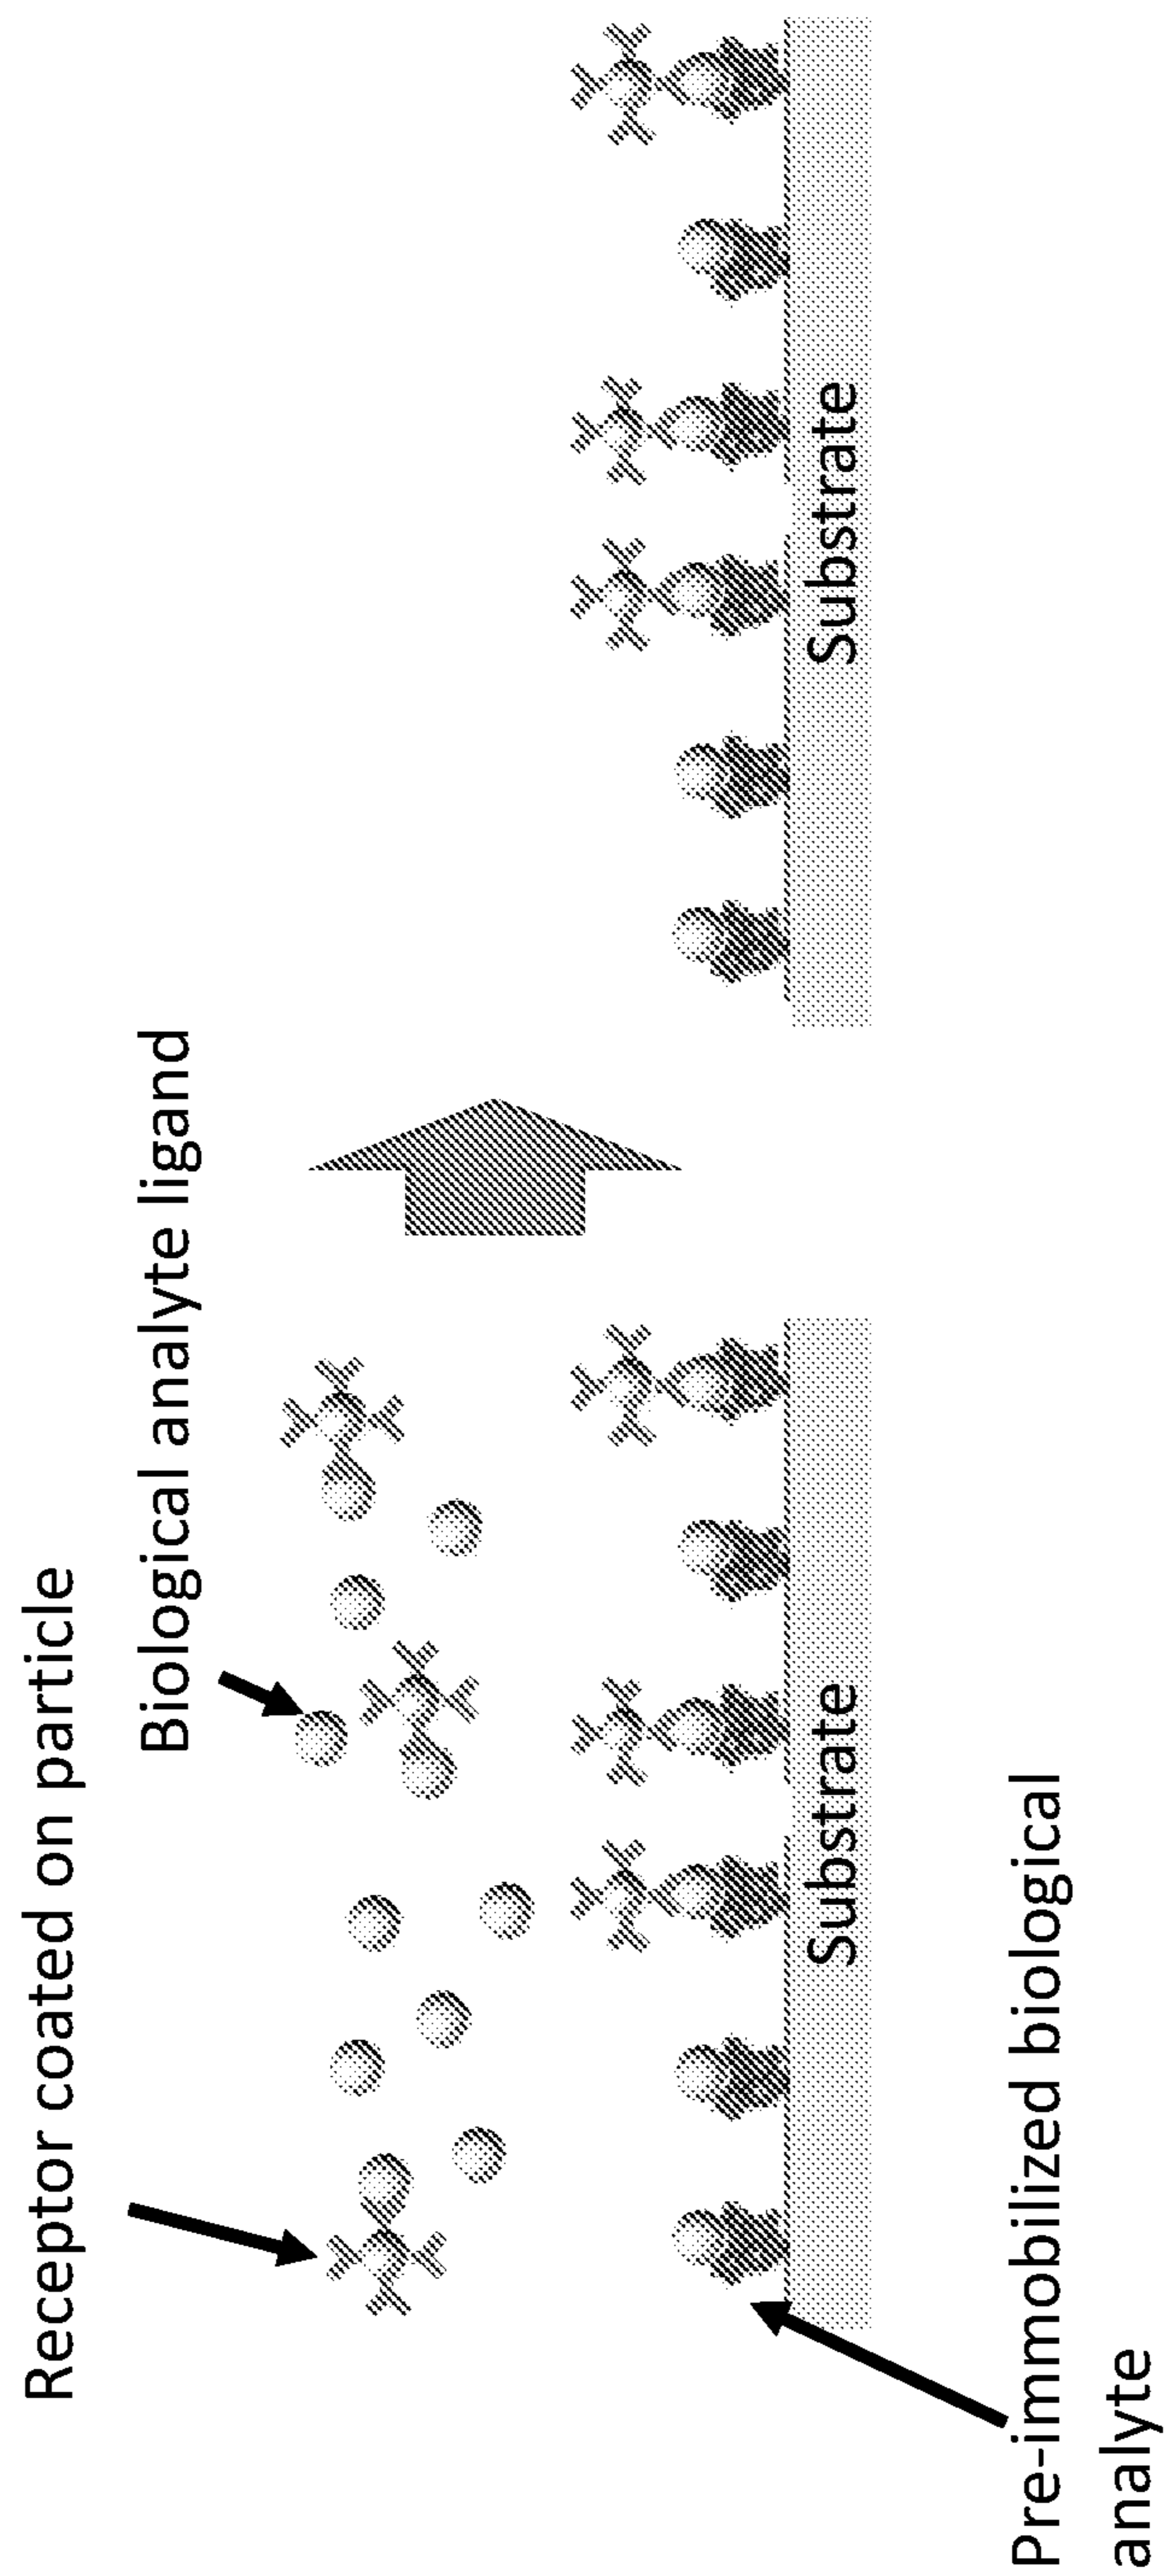 Receptor coated on particle
Biological analyte ligand
Substrate
Substrate
Pre-immobilized biological
analyte